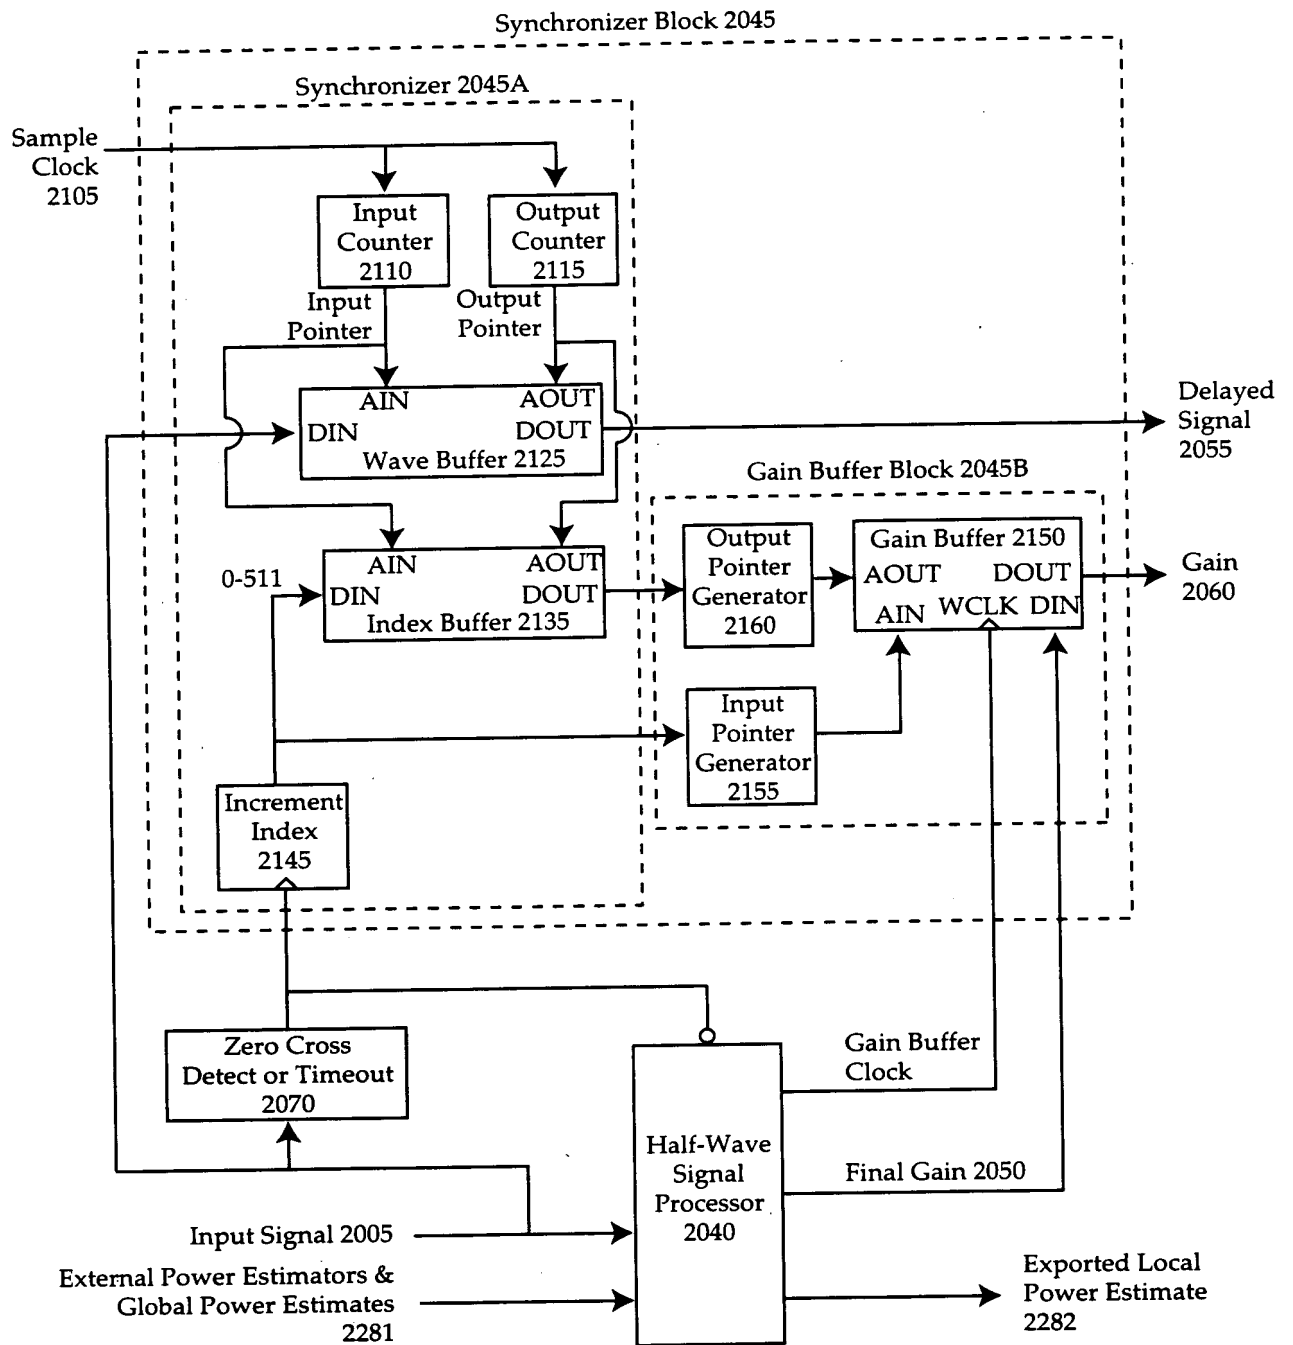 Synchronizer Block 2045
Synchronizer 2045A
Sample
Clock
2105
Input
Counter
2110
Output
Counter
2115
Input
Pointer
Output
Pointer
AIN
AOUT
DIN
DOUT
Wave Buffer 2125
Delayed
Signal
2055
Gain Buffer Block 2045B
0-511
AIN
AOUT
DIN
DOUT
Index Buffer 2135
Output
Pointer
Generator
2160
Gain Buffer 2150
AOUT
DOUT
AIN
WCLK
DIN
Gain
2060
Input
Pointer
Generator
2155
Increment
Index
2145
Zero Cross
Detect or Timeout
2070
Gain Buffer
Clock
Half-Wave
Signal
Processor
2040
Final Gain 2050
Input Signal 2005
External Power Estimators &
Global Power Estimates
2281
Exported Local
Power Estimate
2282